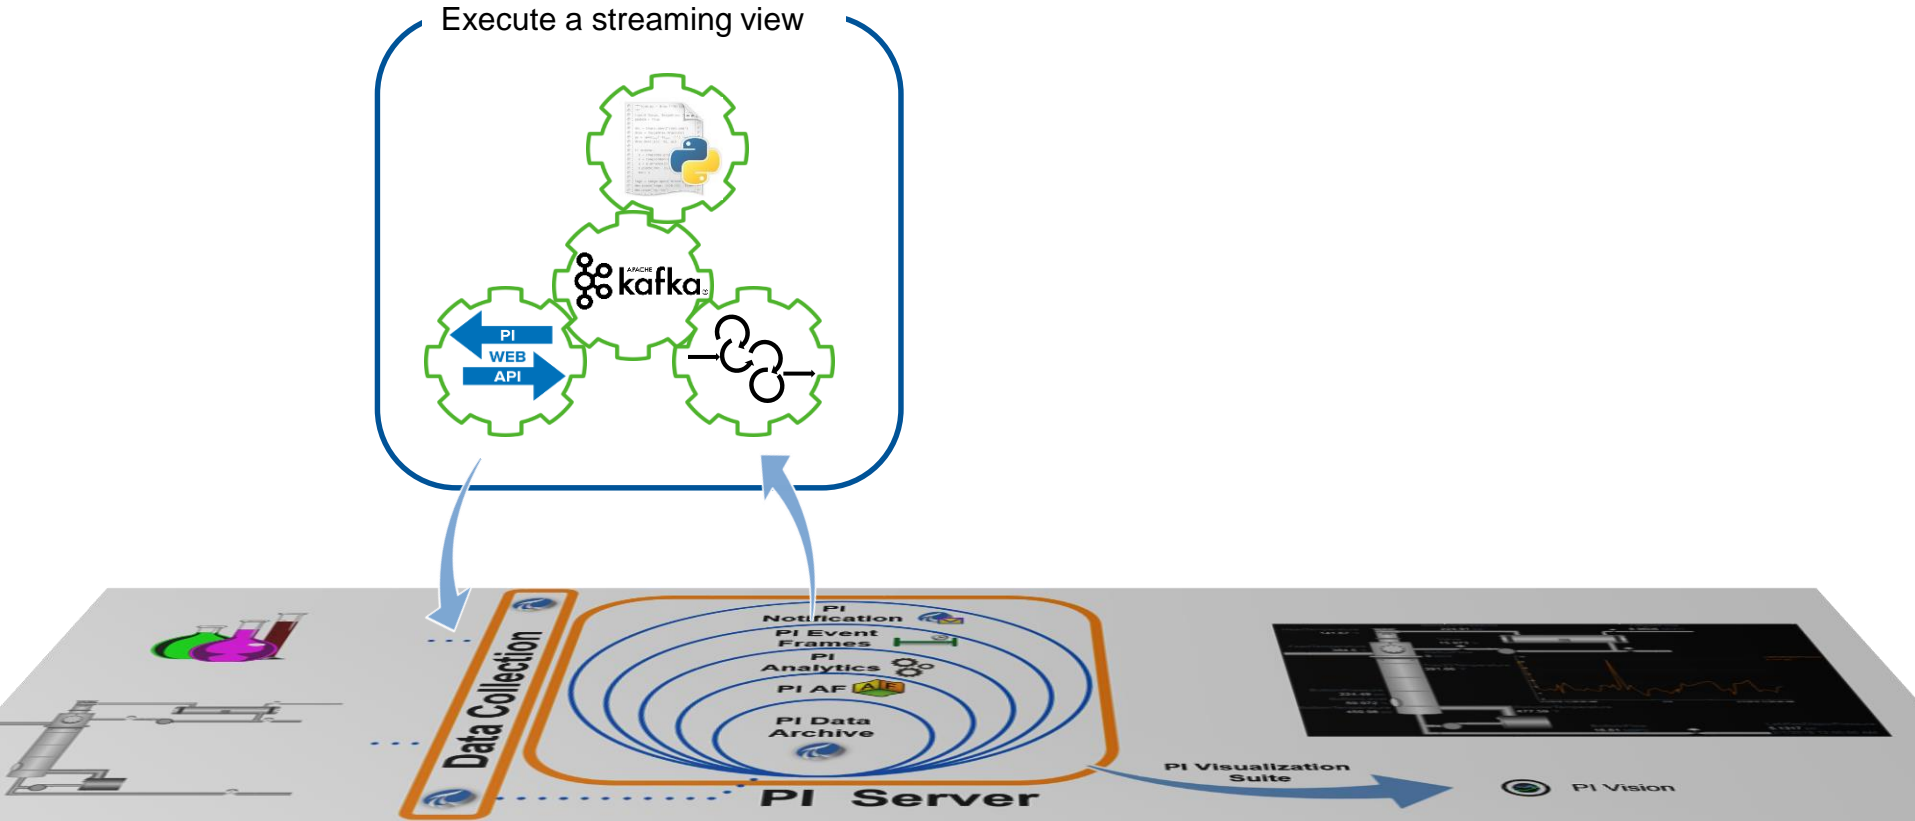 Execute a streaming view
APACHE
kafka
PI
WEB
API
PI
Notification
PI Event
Frames
PI
Analytics
PI AF
PI Data
Archive
Data Collection
PI Server
PI Visualization
Suite
PI Vision